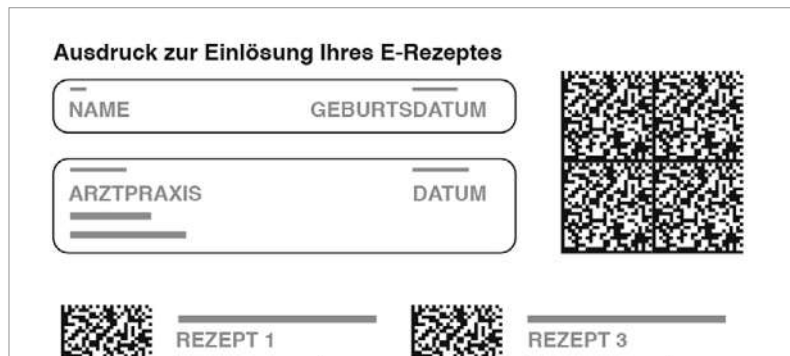 Ausdruck zur Einlösung Ihres E-Rezeptes
NAME GEBURTSDATUM
ARZTPRAXIS DATUM
REZEPT 1 REZEPT 3